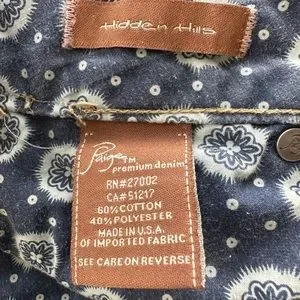 Hidden Hills
Paige™
premium denim
RN#27002
CA#51217
60%COTTON
40%POLYESTER
MADE IN U.S.A.
OF IMPORTED FABRIC
SEE CARE ON REVERSE